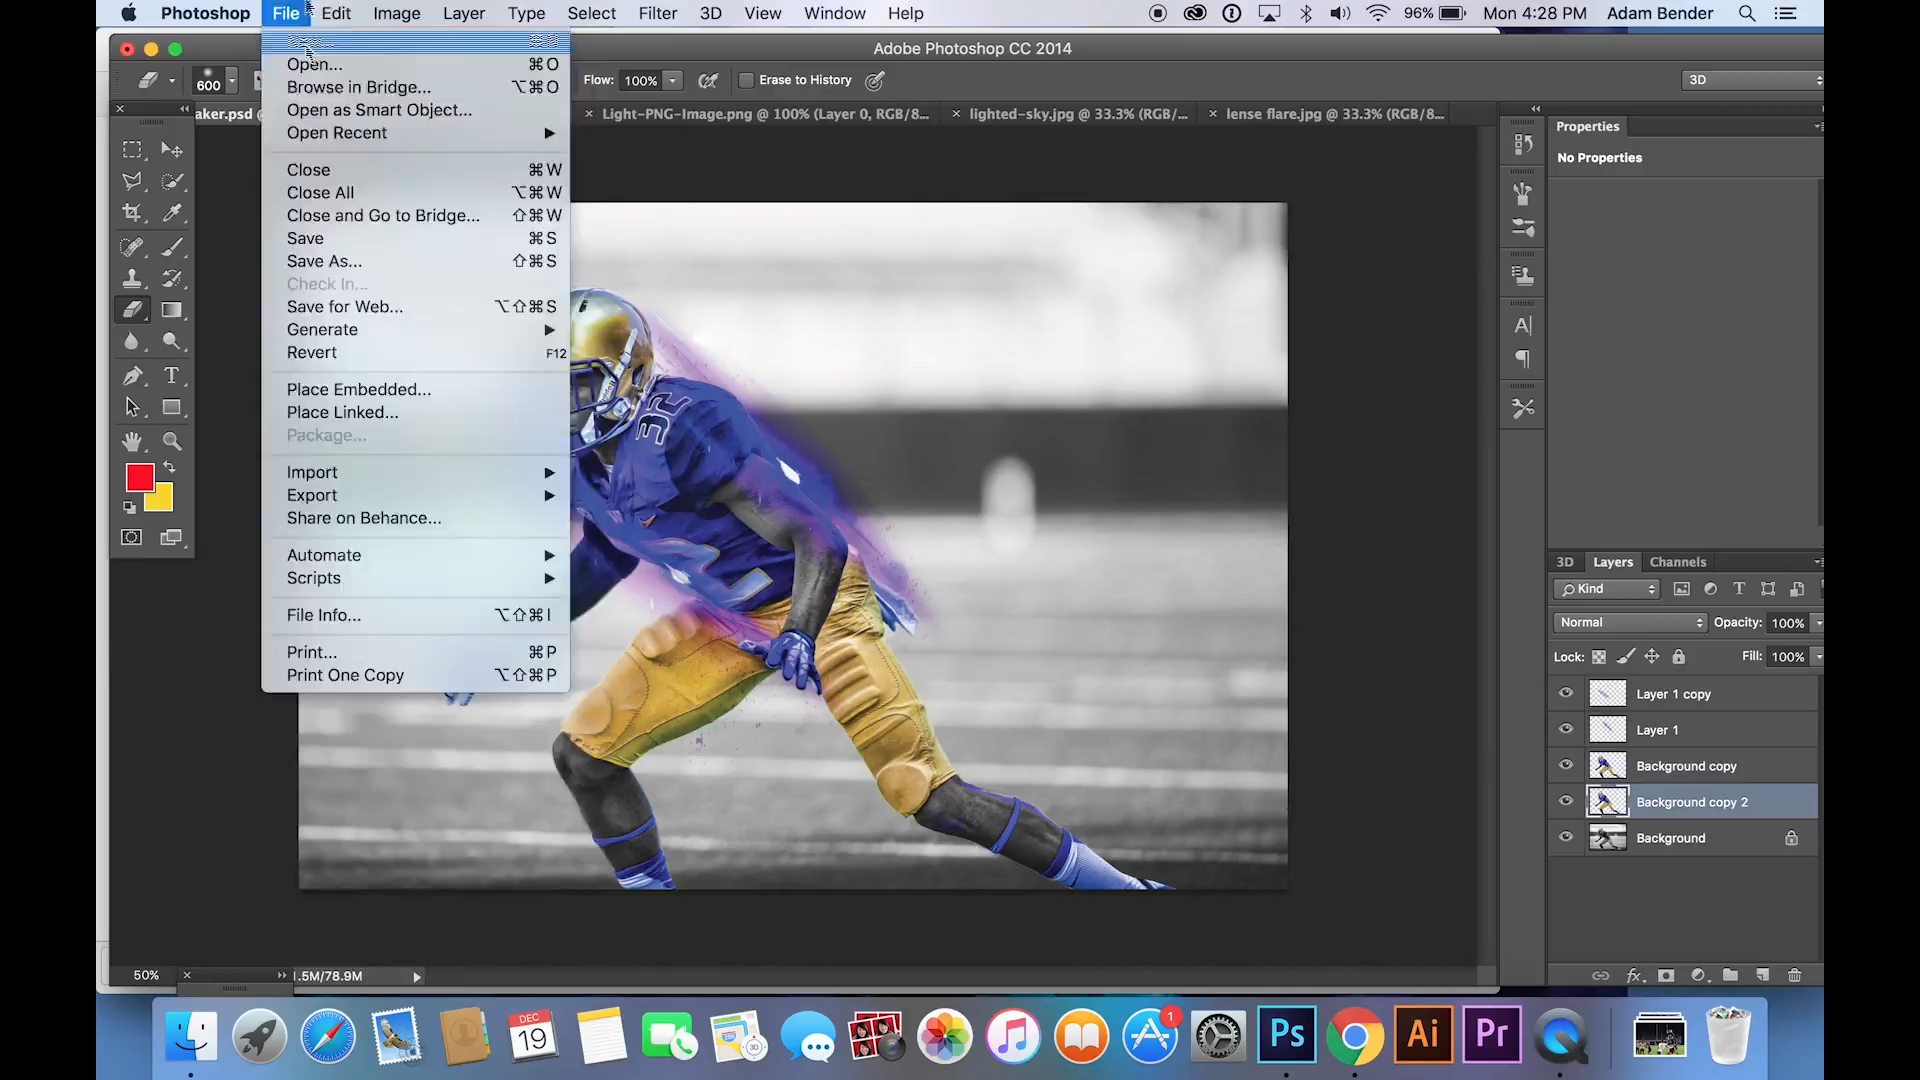 Photoshop File Edit Image Layer Type Select Filter 3D View Window Help 96% Mon 4:28 PM Adam Bender
Adobe Photoshop CC 2014
600 Flow: 100% Erase to History 3D
aker.psd @ Light-PNG-Image.png @ 100% (Layer 0, RGB/8... lighted-sky.jpg @ 33.3% (RGB/... lense flare.jpg @ 33.3% (RGB/8...
Open... ⌘O
Browse in Bridge... ⌥⌘O
Open as Smart Object...
Open Recent
Close ⌘W
Close All ⌥⌘W
Close and Go to Bridge... ⇧⌘W
Save ⌘S
Save As... ⇧⌘S
Check In...
Save for Web... ⌥⇧⌘S
Generate
Revert F12
Place Embedded...
Place Linked...
Package...
Import
Export
Share on Behance...
Automate
Scripts
File Info... ⌥⇧⌘I
Print... ⌘P
Print One Copy ⌥⇧⌘P
32
Properties
No Properties
3D Layers Channels
Kind
Normal Opacity: 100%
Lock: Fill: 100%
Layer 1 copy
Layer 1
Background copy
Background copy 2
Background
50% 1.5M/78.9M
DEC
19
30
1
Ps Ai Pr